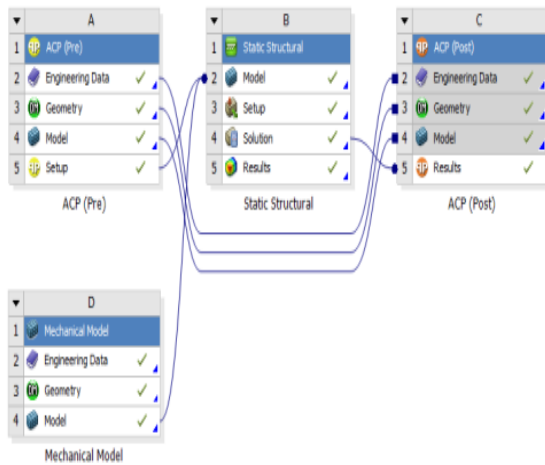 A
1 ACP (Pre)
2 Engineering Data
3 Geometry
4 Model
5 Setup
ACP (Pre)
B
1 Static Structural
2 Model
3 Setup
4 Solution
5 Results
Static Structural
C
1 ACP (Post)
2 Engineering Data
3 Geometry
4 Model
5 Results
ACP (Post)
D
1 Mechanical Model
2 Engineering Data
3 Geometry
4 Model
Mechanical Model